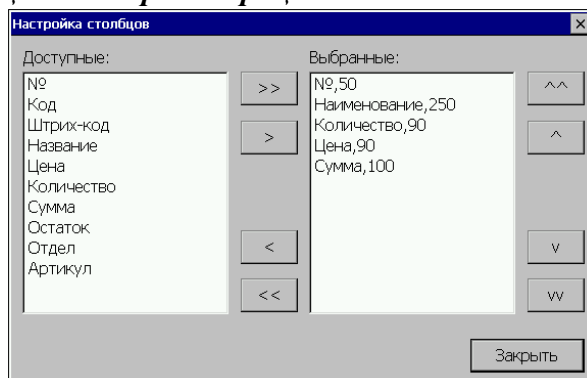 Настройка столбцов
Доступные:
№
Код
Штрих-код
Название
Цена
Количество
Сумма
Остаток
Отдел
Артикул
>>
>
<
<<
Выбранные:
№,50
Наименование,250
Количество,90
Цена,90
Сумма,100
^^
^
v
vv
Закрыть